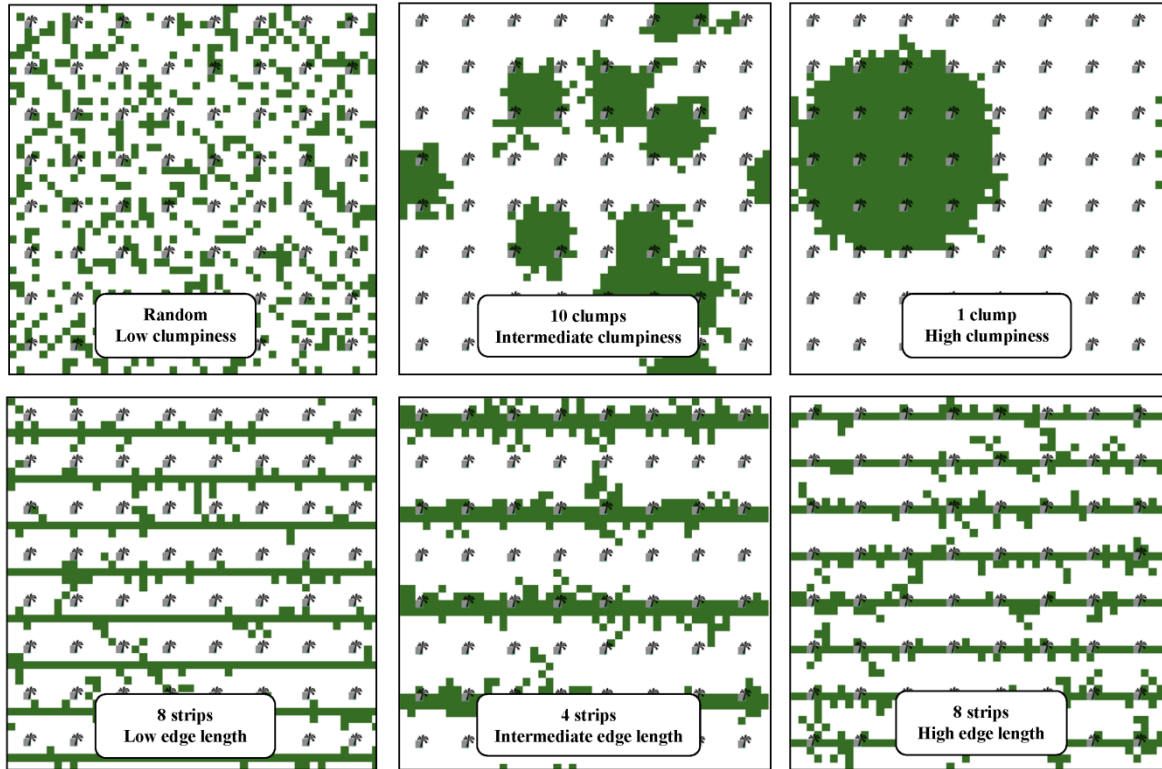 Random
Low clumpiness
10 clumps
Intermediate clumpiness
1 clump
High clumpiness
8 strips
Low edge length
4 strips
Intermediate edge length
8 strips
High edge length